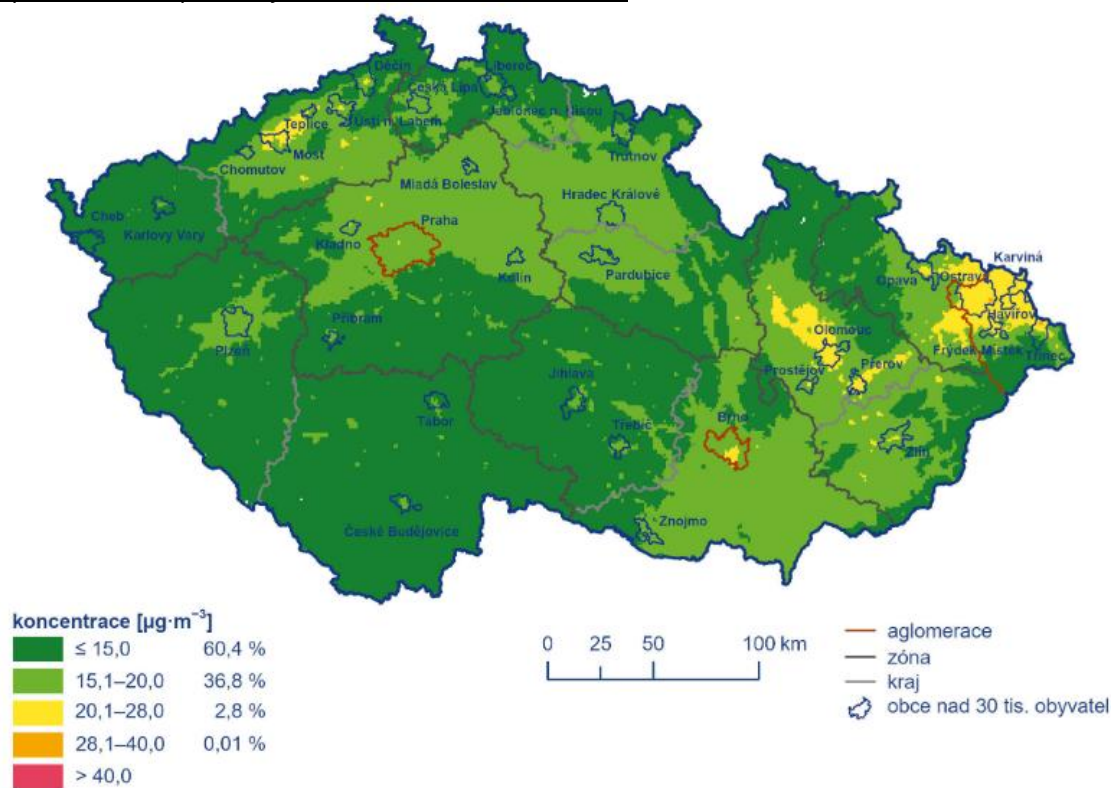 Děčín
Liberec
Česká Lípa
Jablonec n. Nisou
Teplice
Ústí n. Labem
Most
Trutnov
Chomutov
Mladá Boleslav
Hradec Králové
Cheb
Karlovy Vary
Praha
Kladno
Karviná
Kolín
Pardubice
Opava
Ostrava
Havířov
Příbram
Olomouc
Plzeň
Frýdek Místek
Třinec
Přerov
Prostějov
Jihlava
Tábor
Třebíč
Brno
Zlín
Znojmo
České Budějovice
koncentrace [µg·m⁻³]
≤ 15,0 60,4 %
15,1–20,0 36,8 %
20,1–28,0 2,8 %
28,1–40,0 0,01 %
> 40,0
0 25 50 100 km
aglomerace
zóna
kraj
obce nad 30 tis. obyvatel